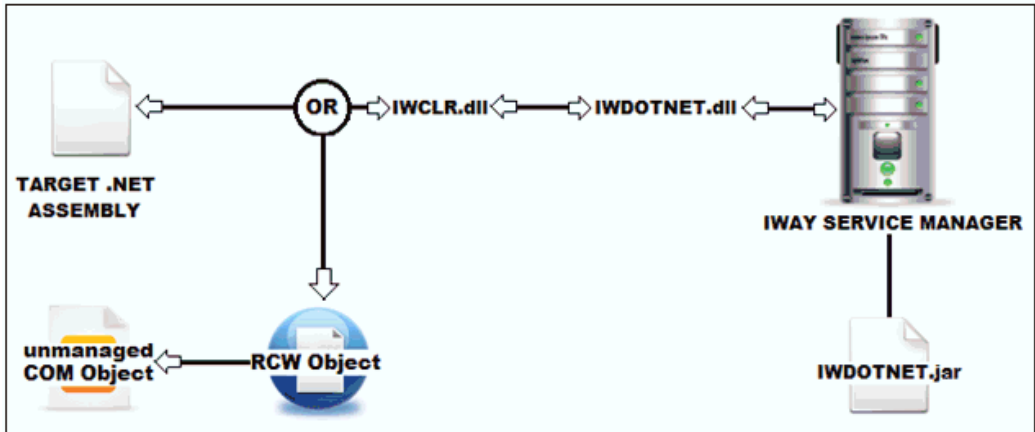 OR
IWCLR.dll
IWDOTNET.dll
TARGET .NET
ASSEMBLY
IWAY SERVICE MANAGER
unmanaged
COM Object
RCW Object
IWDOTNET.jar